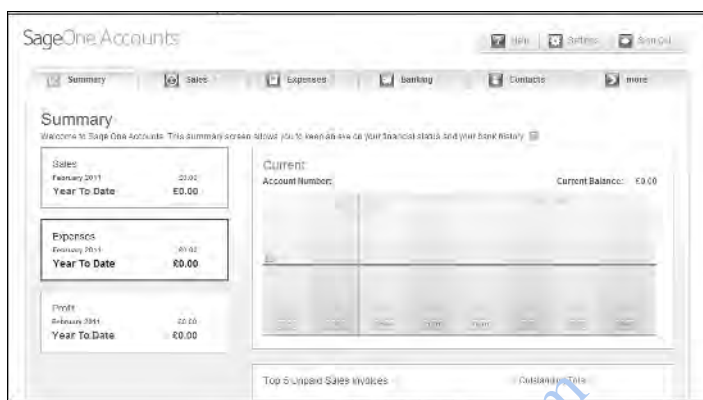 SageOne Accounts
Help Settings Sign Out
Summary Sales Expenses Banking Contacts more
Summary
Welcome to Sage One Accounts. This summary screen allows you to keep an eye on your financial status and your bank history.
Sales
February 2011 £0.00
Year To Date £0.00
Expenses
February 2011 £0.00
Year To Date £0.00
Profit
February 2011 £0.00
Year To Date £0.00
Current
Account Number: Current Balance: £0.00
Top 5 Unpaid Sales Invoices Outstanding Total
om